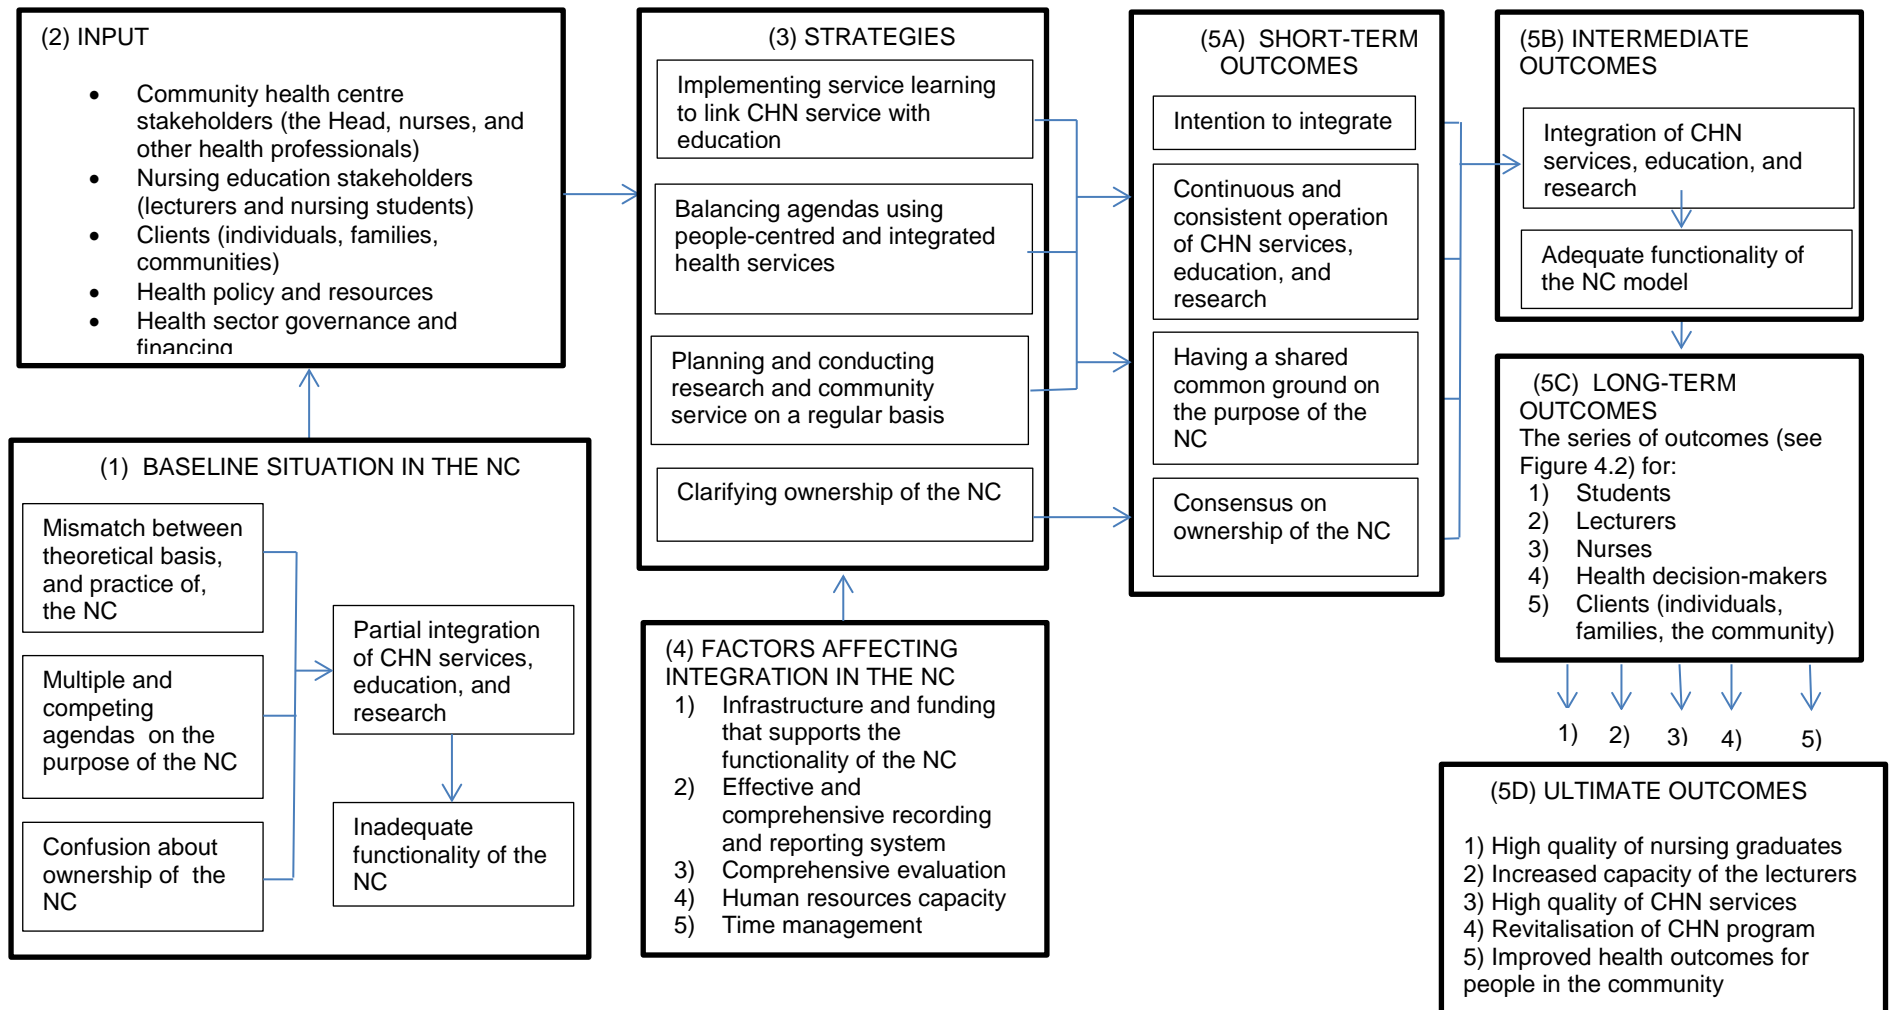 (2) INPUT
• Community health centre
stakeholders (the Head, nurses, and
other health professionals)
• Nursing education stakeholders
(lecturers and nursing students)
• Clients (individuals, families,
communities)
• Health policy and resources
• Health sector governance and
financing
(1) BASELINE SITUATION IN THE NC
Mismatch between
theoretical basis,
and practice of,
the NC
Multiple and
competing
agendas on the
purpose of the NC
Confusion about
ownership of the
NC
Partial integration
of CHN services,
education, and
research
Inadequate
functionality of the
NC
(3) STRATEGIES
Implementing service learning
to link CHN service with
education
Balancing agendas using
people-centred and integrated
health services
Planning and conducting
research and community
service on a regular basis
Clarifying ownership of the NC
(4) FACTORS AFFECTING
INTEGRATION IN THE NC
1) Infrastructure and funding
that supports the
functionality of the NC
2) Effective and
comprehensive recording
and reporting system
3) Comprehensive evaluation
4) Human resources capacity
5) Time management
(5A) SHORT-TERM
OUTCOMES
Intention to integrate
Continuous and
consistent operation
of CHN services,
education, and
research
Having a shared
common ground on
the purpose of the
NC
Consensus on
ownership of the NC
(5B) INTERMEDIATE
OUTCOMES
Integration of CHN
services, education, and
research
Adequate functionality of
the NC model
(5C) LONG-TERM
OUTCOMES
The series of outcomes (see
Figure 4.2) for:
1) Students
2) Lecturers
3) Nurses
4) Health decision-makers
5) Clients (individuals,
families, the community)
1) 2) 3) 4) 5)
(5D) ULTIMATE OUTCOMES
1) High quality of nursing graduates
2) Increased capacity of the lecturers
3) High quality of CHN services
4) Revitalisation of CHN program
5) Improved health outcomes for
people in the community